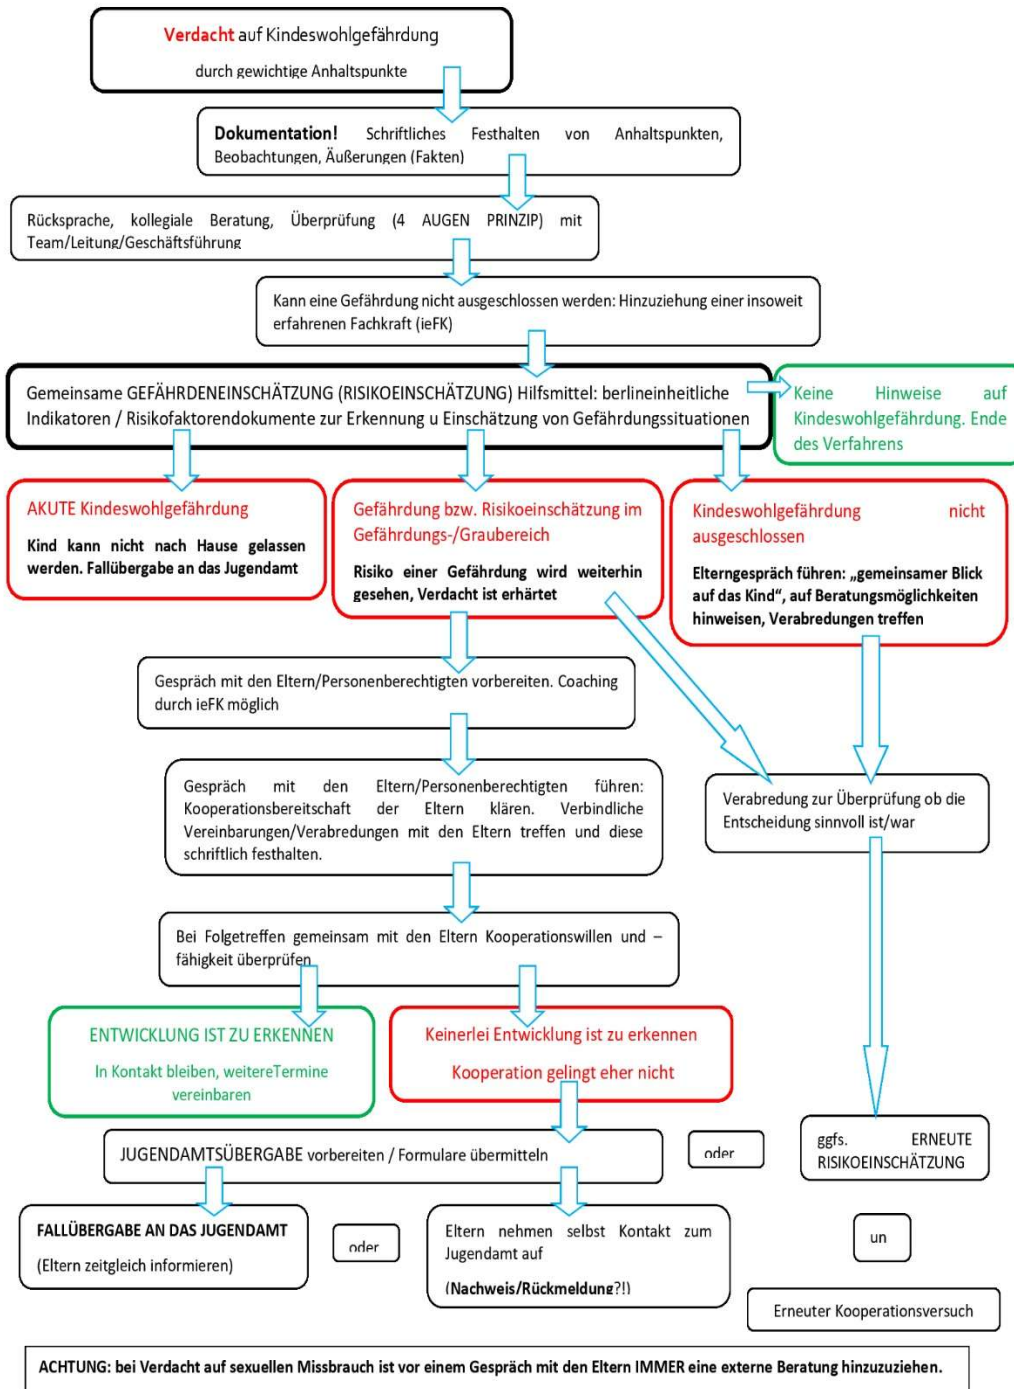 Verdacht auf Kindeswohlgefährdung
durch gewichtige Anhaltspunkte
Dokumentation! Schriftliches Festhalten von Anhaltspunkten,
Beobachtungen, Äußerungen (Fakten)
Rücksprache, kollegiale Beratung, Überprüfung (4 AUGEN PRINZIP) mit
Team/Leitung/Geschäftsführung
Kann eine Gefährdung nicht ausgeschlossen werden: Hinzuziehung einer insoweit
erfahrenen Fachkraft (ieFK)
Gemeinsame GEFÄHRDENEINSCHÄTZUNG (RISIKOEINSCHÄTZUNG) Hilfsmittel: berlineinheitliche
Indikatoren / Risikofaktorendokumente zur Erkennung u Einschätzung von Gefährdungssituationen
Keine Hinweise auf
Kindeswohlgefährdung. Ende
des Verfahrens
AKUTE Kindeswohlgefährdung
Kind kann nicht nach Hause gelassen
werden. Fallübergabe an das Jugendamt
Gefährdung bzw. Risikoeinschätzung im
Gefährdungs-/Graubereich
Risiko einer Gefährdung wird weiterhin
gesehen, Verdacht ist erhärtet
Kindeswohlgefährdung nicht
ausgeschlossen
Elterngespräch führen: „gemeinsamer Blick
auf das Kind“, auf Beratungsmöglichkeiten
hinweisen, Verabredungen treffen
Gespräch mit den Eltern/Personenberechtigten vorbereiten. Coaching
durch ieFK möglich
Gespräch mit den Eltern/Personenberechtigten führen:
Kooperationsbereitschaft der Eltern klären. Verbindliche
Vereinbarungen/Verabredungen mit den Eltern treffen und diese
schriftlich festhalten.
Verabredung zur Überprüfung ob die
Entscheidung sinnvoll ist/war
Bei Folgetreffen gemeinsam mit den Eltern Kooperationswillen und –
fähigkeit überprüfen
ENTWICKLUNG IST ZU ERKENNEN
In Kontakt bleiben, weitereTermine
vereinbaren
Keinerlei Entwicklung ist zu erkennen
Kooperation gelingt eher nicht
JUGENDAMTSÜBERGABE vorbereiten / Formulare übermitteln
oder
ggfs. ERNEUTE
RISIKOEINSCHÄTZUNG
FALLÜBERGABE AN DAS JUGENDAMT
(Eltern zeitgleich informieren)
oder
Eltern nehmen selbst Kontakt zum
Jugendamt auf
(Nachweis/Rückmeldung?!)
un
Erneuter Kooperationsversuch
ACHTUNG: bei Verdacht auf sexuellen Missbrauch ist vor einem Gespräch mit den Eltern IMMER eine externe Beratung hinzuzuziehen.